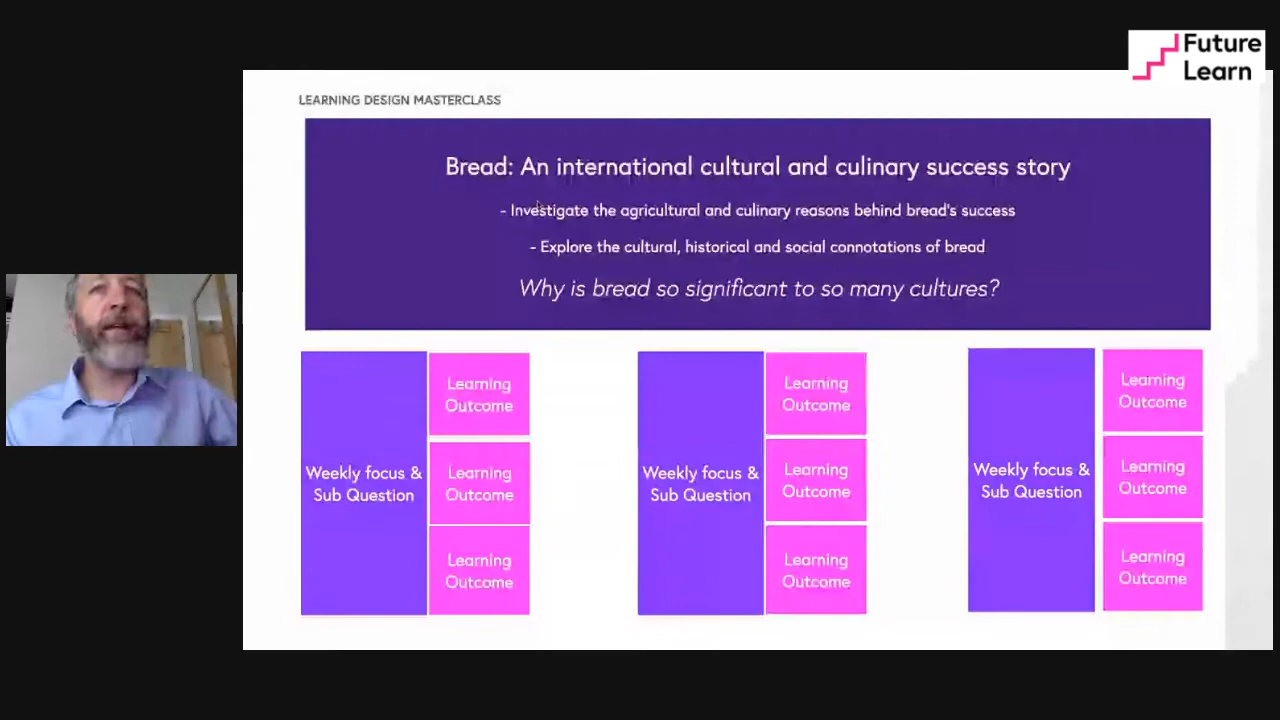 Future
Learn
LEARNING DESIGN MASTERCLASS
Bread: An international cultural and culinary success story
- Investigate the agricultural and culinary reasons behind bread's success
- Explore the cultural, historical and social connotations of bread
Why is bread so significant to so many cultures?
Weekly focus &
Sub Question
Learning
Outcome
Learning
Outcome
Learning
Outcome
Weekly focus &
Sub Question
Learning
Outcome
Learning
Outcome
Learning
Outcome
Weekly focus &
Sub Question
Learning
Outcome
Learning
Outcome
Learning
Outcome